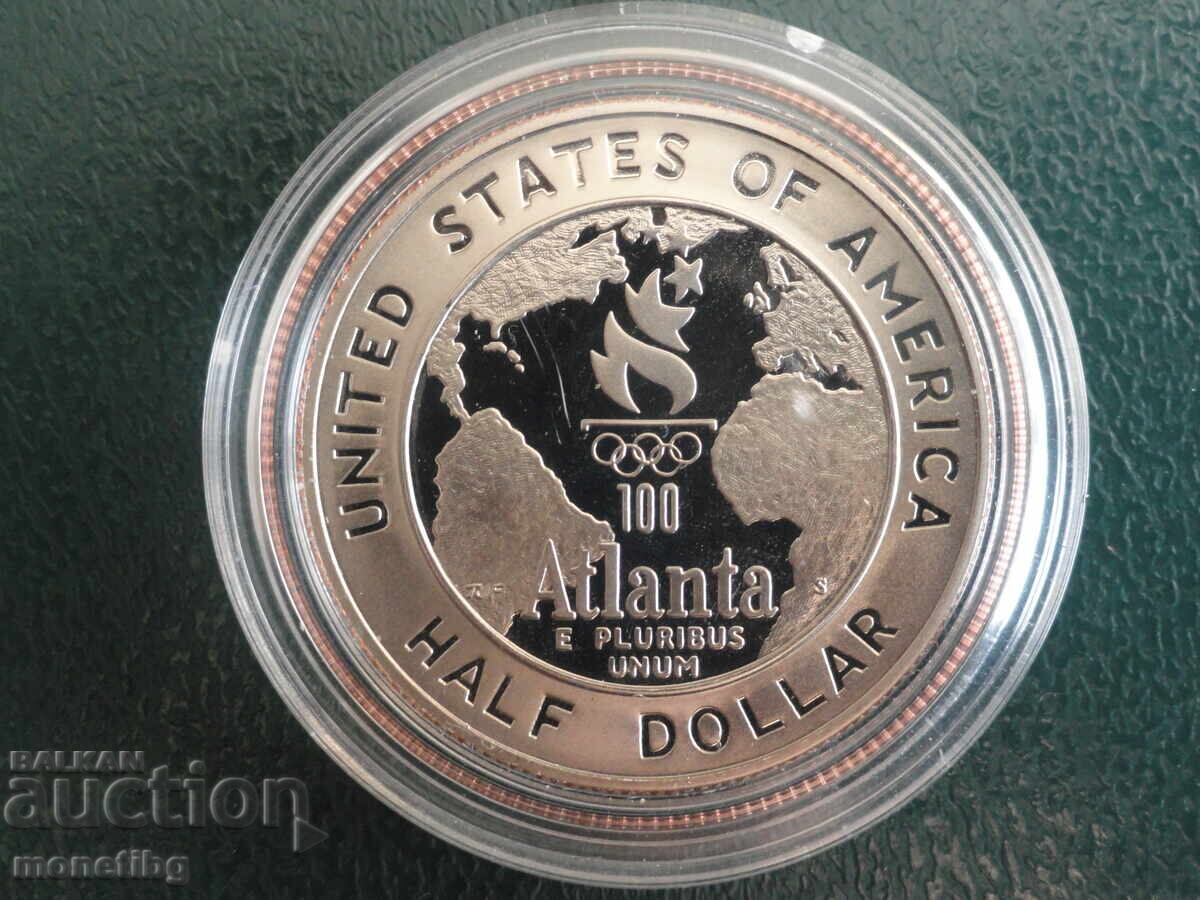 UNITED STATES OF AMERICA
100
Atlanta
E PLURIBUS
UNUM
S
HALF DOLLAR
BALKAN
auction
monetibg